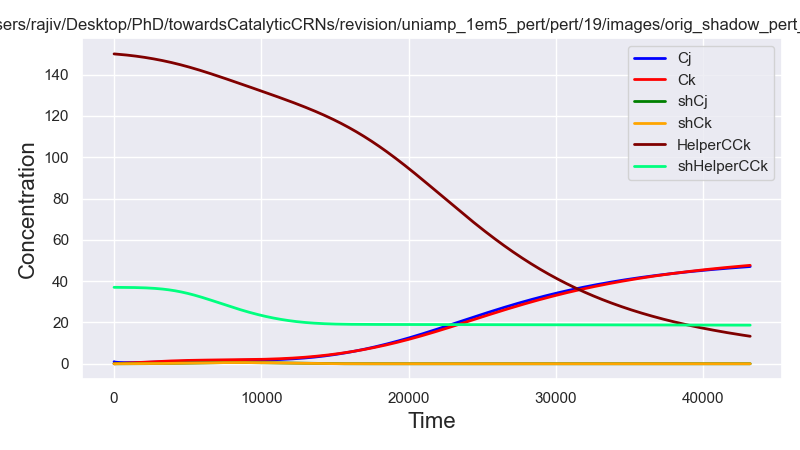 sers/rajiv/Desktop/PhD/towardsCatalyticCRNs/revision/uniamp_1em5_pert/pert/19/images/orig_shadow_pert_
140
120
100
80
60
40
20
0
Concentration
Cj
Ck
shCj
shCk
HelperCCk
shHelperCCk
0 10000 20000 30000 40000
Time